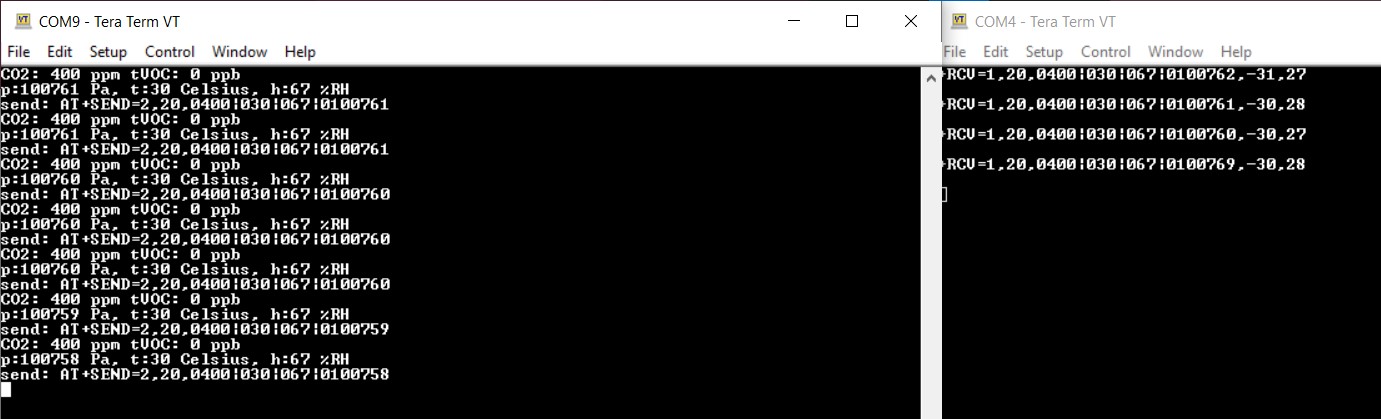 COM9 - Tera Term VT
File Edit Setup Control Window Help
CO2: 400 ppm tVOC: 0 ppb
p:100761 Pa, t:30 Celsius, h:67 %RH
send: AT+SEND=2,20,0400|030|067|0100761
CO2: 400 ppm tVOC: 0 ppb
p:100761 Pa, t:30 Celsius, h:67 %RH
send: AT+SEND=2,20,0400|030|067|0100761
CO2: 400 ppm tVOC: 0 ppb
p:100760 Pa, t:30 Celsius, h:67 %RH
send: AT+SEND=2,20,0400|030|067|0100760
CO2: 400 ppm tVOC: 0 ppb
p:100760 Pa, t:30 Celsius, h:67 %RH
send: AT+SEND=2,20,0400|030|067|0100760
CO2: 400 ppm tVOC: 0 ppb
p:100760 Pa, t:30 Celsius, h:67 %RH
send: AT+SEND=2,20,0400|030|067|0100760
CO2: 400 ppm tVOC: 0 ppb
p:100759 Pa, t:30 Celsius, h:67 %RH
send: AT+SEND=2,20,0400|030|067|0100759
CO2: 400 ppm tVOC: 0 ppb
p:100758 Pa, t:30 Celsius, h:67 %RH
send: AT+SEND=2,20,0400|030|067|0100758
COM4 - Tera Term VT
File Edit Setup Control Window Help
+RCV=1,20,0400|030|067|0100762,-31,27
+RCV=1,20,0400|030|067|0100761,-30,28
+RCV=1,20,0400|030|067|0100760,-30,27
+RCV=1,20,0400|030|067|0100769,-30,28